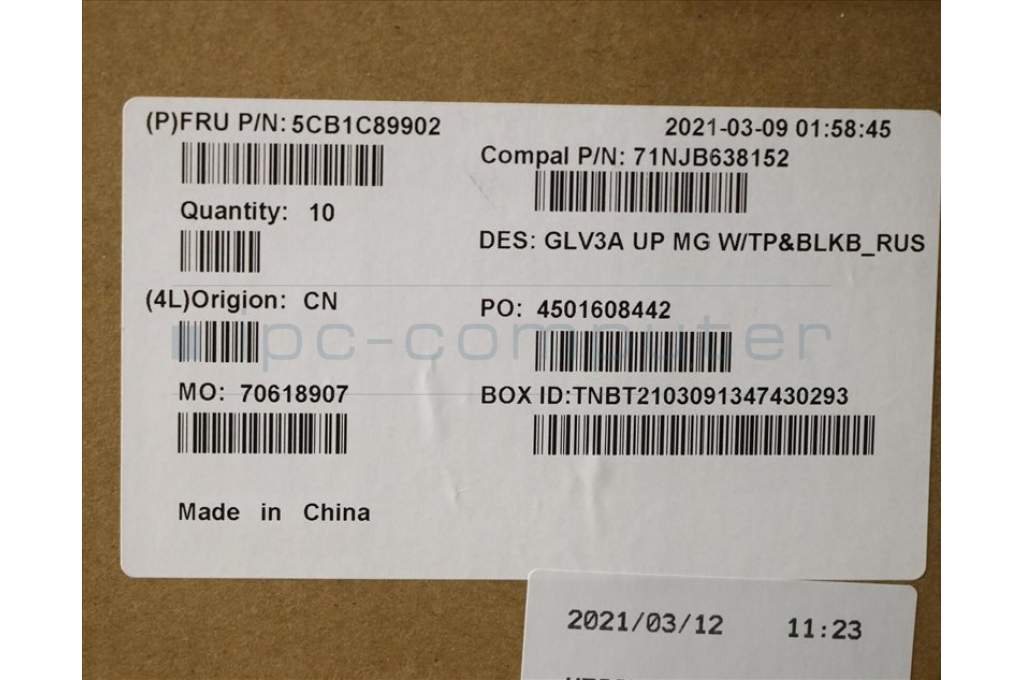 (P)FRU P/N: 5CB1C89902
2021-03-09 01:58:45
Compal P/N: 71NJB638152
Quantity: 10
DES: GLV3A UP MG W/TP&BLKB_RUS
(4L)Origion: CN
PO: 4501608442
ipc-computer
MO: 70618907
BOX ID:TNBT2103091347430293
Made in China
2021/03/12 11:23